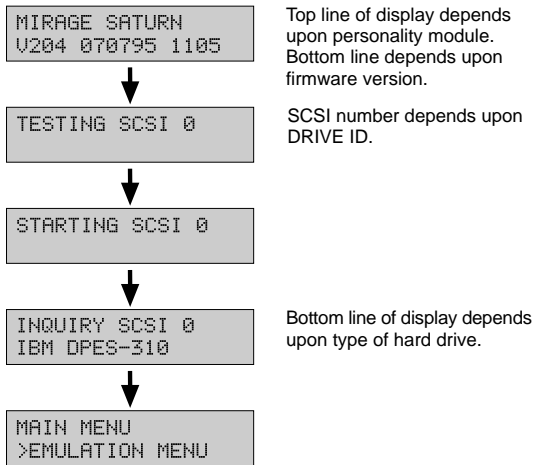 MIRAGE SATURN
V204 070795 1105
Top line of display depends
upon personality module.
Bottom line depends upon
firmware version.
TESTING SCSI 0
SCSI number depends upon
DRIVE ID.
STARTING SCSI 0
INQUIRY SCSI 0
IBM DPES-310
Bottom line of display depends
upon type of hard drive.
MAIN MENU
>EMULATION MENU